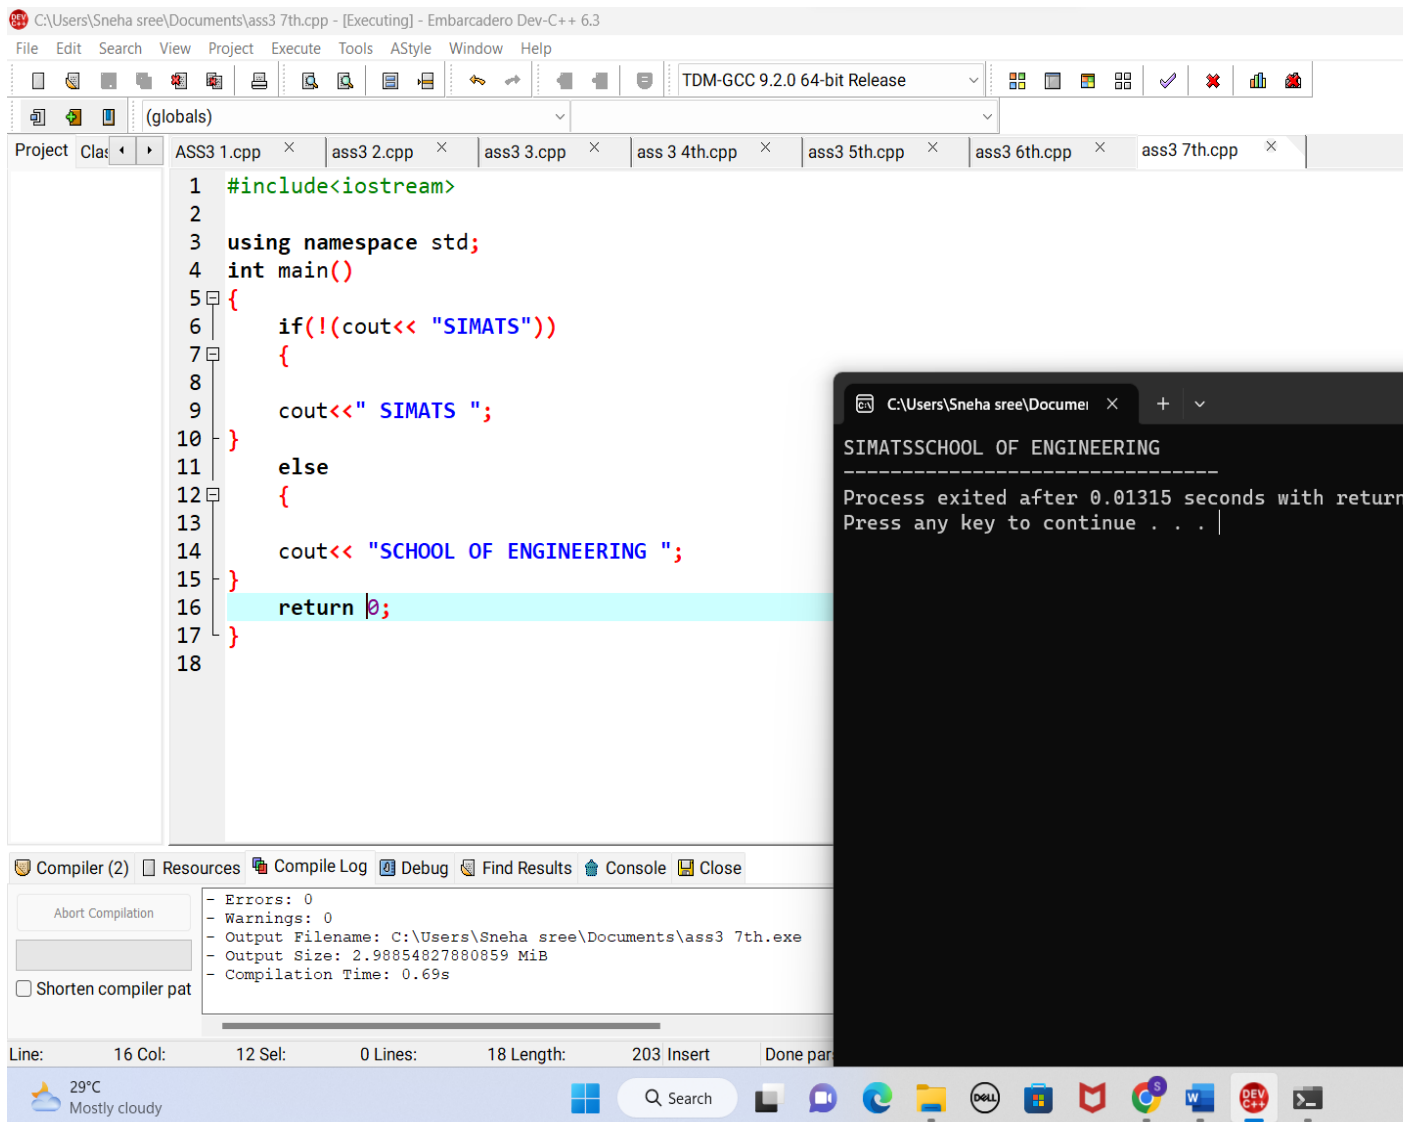 C:\Users\Sneha sree\Documents\ass3 7th.cpp - [Executing] - Embarcadero Dev-C++ 6.3
File Edit Search View Project Execute Tools AStyle Window Help
TDM-GCC 9.2.0 64-bit Release
(globals)
Project Clas ASS3 1.cpp ass3 2.cpp ass3 3.cpp ass 3 4th.cpp ass3 5th.cpp ass3 6th.cpp ass3 7th.cpp
1 #include<iostream>
2
3 using namespace std;
4 int main()
5 {
6 if(!(cout<< "SIMATS"))
7 {
8
9 cout<<" SIMATS ";
10 }
11 else
12 {
13
14 cout<< "SCHOOL OF ENGINEERING ";
15 }
16 return 0;
17 }
18
C:\Users\Sneha sree\Documen
SIMATSSCHOOL OF ENGINEERING
--------------------------------
Process exited after 0.01315 seconds with return
Press any key to continue . . .
Compiler (2) Resources Compile Log Debug Find Results Console Close
Abort Compilation
Shorten compiler pat
- Errors: 0
- Warnings: 0
- Output Filename: C:\Users\Sneha sree\Documents\ass3 7th.exe
- Output Size: 2.98854827880859 MiB
- Compilation Time: 0.69s
Line: 16 Col: 12 Sel: 0 Lines: 18 Length: 203 Insert Done par
29°C
Mostly cloudy
Search
DELL
S
W
DEV
C++